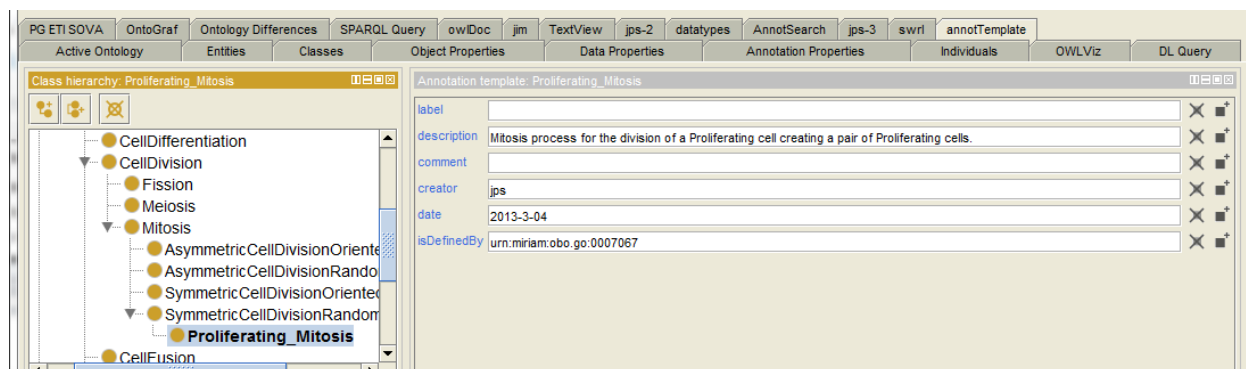 PG ETI SOVA OntoGraf Ontology Differences SPARQL Query owlDoc jim TextView jps-2 datatypes AnnotSearch jps-3 swrl annotTemplate
Active Ontology Entities Classes Object Properties Data Properties Annotation Properties Individuals OWLViz DL Query
Class hierarchy: Proliferating_Mitosis
CellDifferentiation
CellDivision
Fission
Meiosis
Mitosis
AsymmetricCellDivisionOriente
AsymmetricCellDivisionRando
SymmetricCellDivisionOriented
SymmetricCellDivisionRandom
Proliferating_Mitosis
CellFusion
Annotation template: Proliferating_Mitosis
label
description Mitosis process for the division of a Proliferating cell creating a pair of Proliferating cells.
comment
creator jps
date 2013-3-04
isDefinedBy urn:miriam:obo.go:0007067